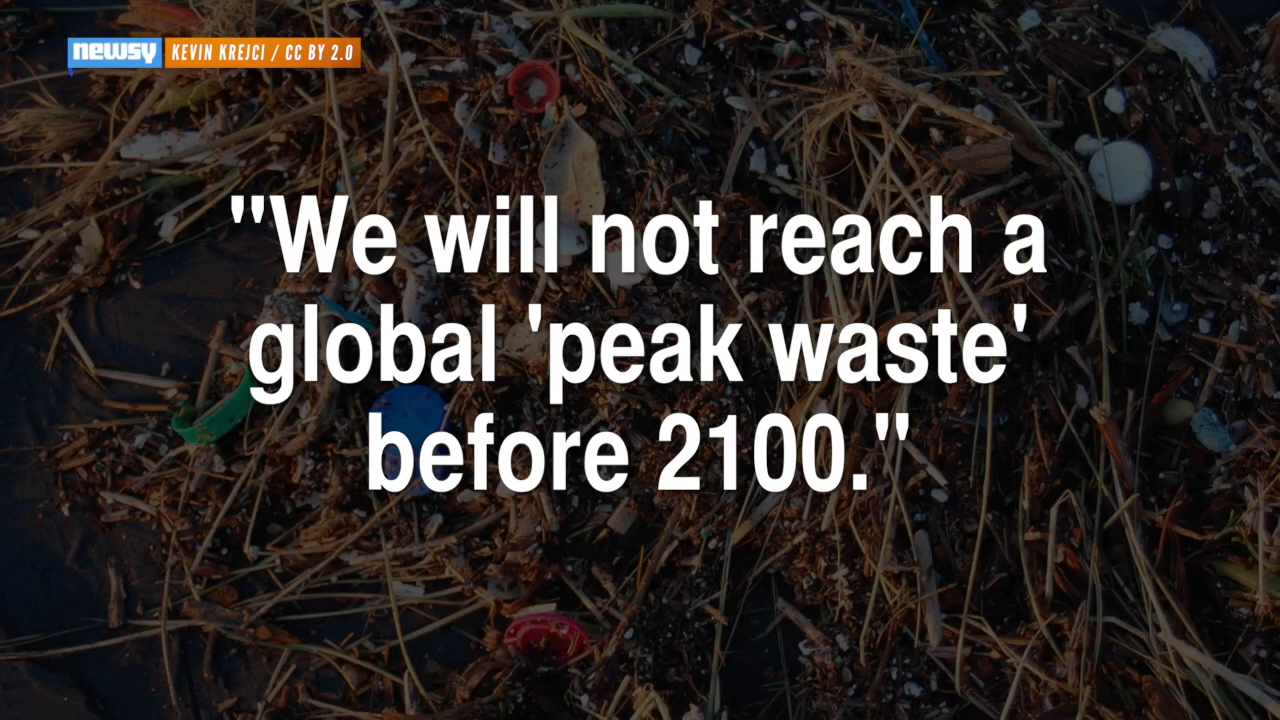 newsy KEVIN KREJCI / CC BY 2.0
"We will not reach a
global 'peak waste'
before 2100."